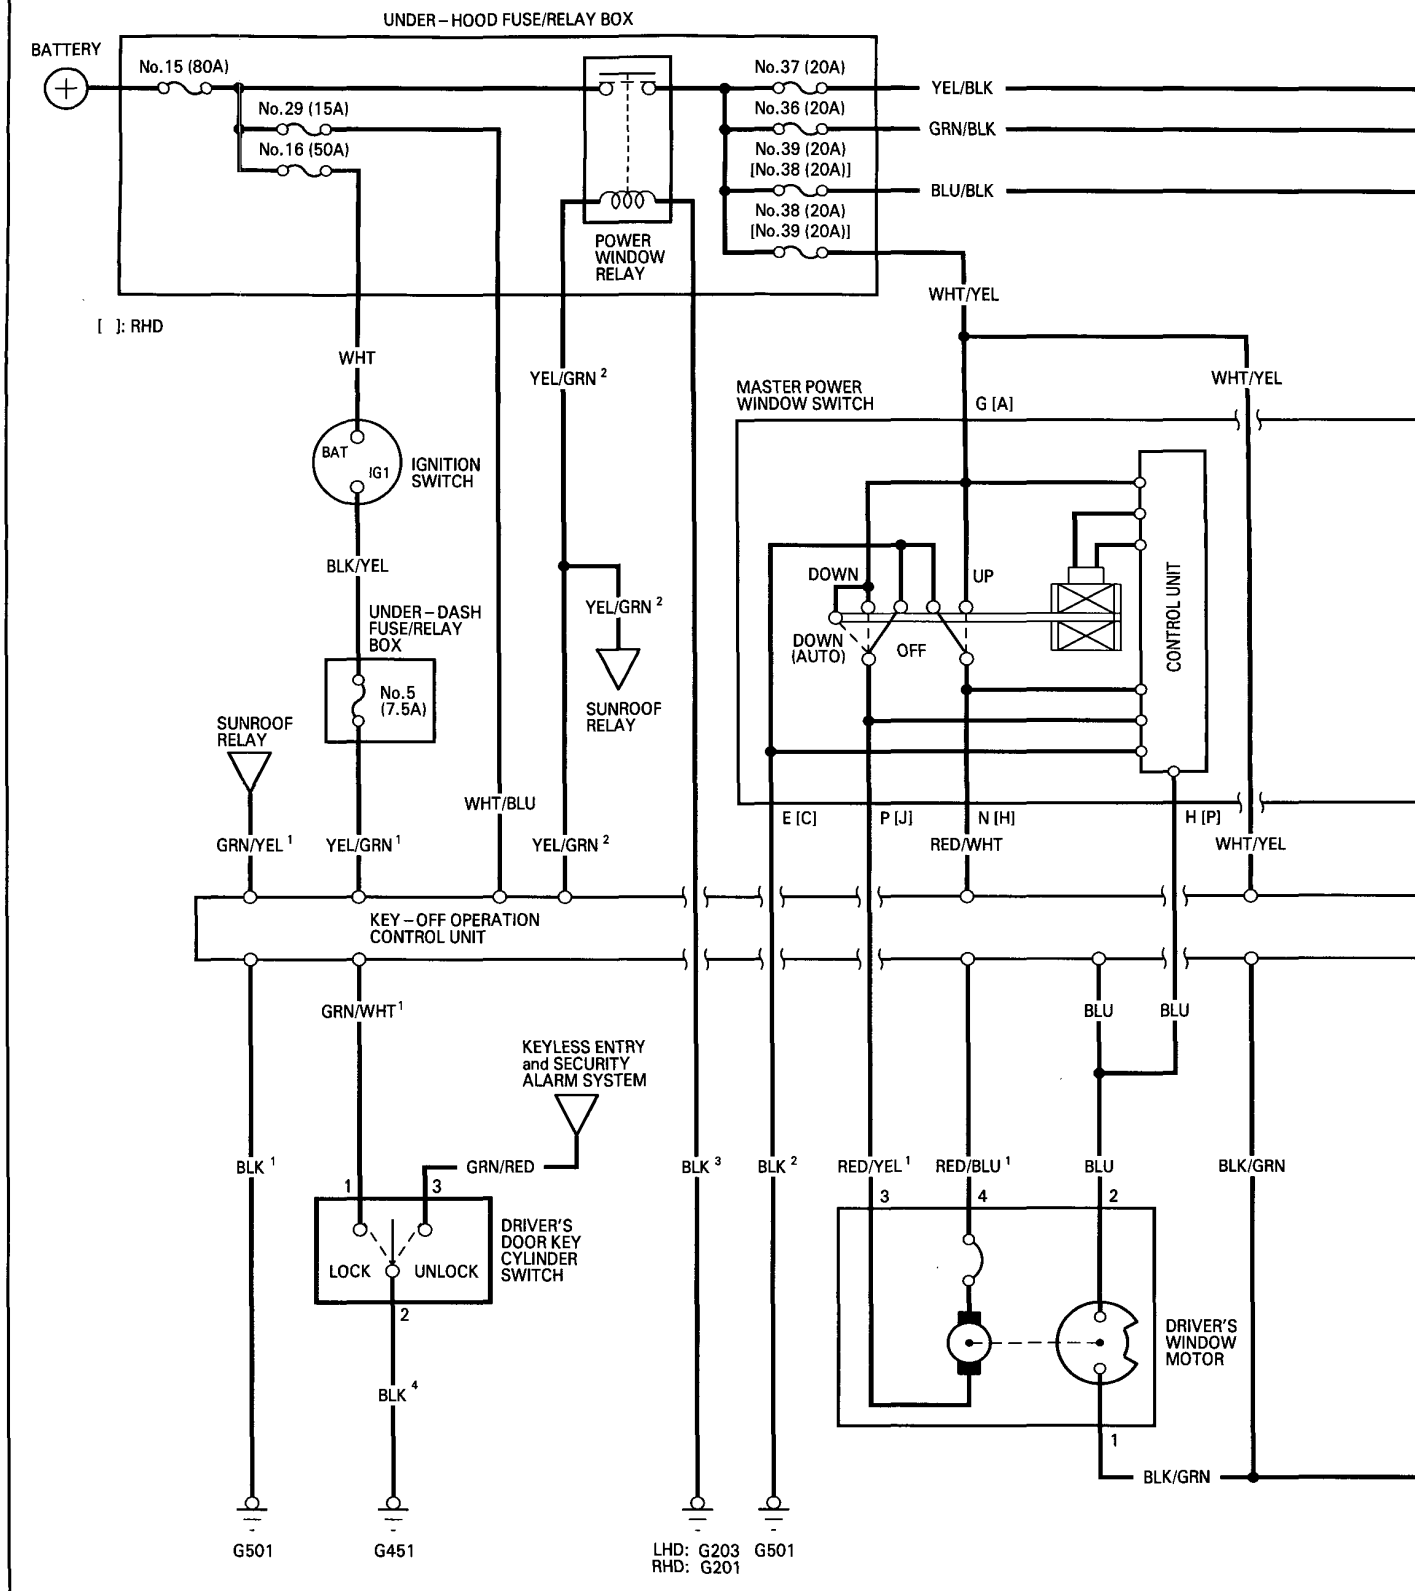 UNDER-HOOD FUSE/RELAY BOX
BATTERY
No.15 (80A)
No.37 (20A)
YEL/BLK
No.29 (15A)
No.36 (20A)
GRN/BLK
No.16 (50A)
No.39 (20A)
[No.38 (20A)]
BLU/BLK
No.38 (20A)
[No.39 (20A)]
POWER
WINDOW
RELAY
WHT/YEL
[ ]: RHD
WHT
YEL/GRN 2
WHT/YEL
MASTER POWER
WINDOW SWITCH
G [A]
BAT
IG1
IGNITION
SWITCH
BLK/YEL
DOWN
UP
CONTROL UNIT
UNDER-DASH
FUSE/RELAY
BOX
YEL/GRN 2
DOWN
(AUTO)
OFF
No.5
(7.5A)
SUNROOF
RELAY
SUNROOF
RELAY
WHT/BLU
E [C]
P [J]
N [H]
H [P]
GRN/YEL 1
YEL/GRN 1
YEL/GRN 2
RED/WHT
WHT/YEL
KEY-OFF OPERATION
CONTROL UNIT
GRN/WHT 1
BLU
BLU
KEYLESS ENTRY
and SECURITY
ALARM SYSTEM
BLK 1
GRN/RED
BLK 3
BLK 2
RED/YEL 1
RED/BLU 1
BLU
BLK/GRN
1
3
3
4
2
DRIVER'S
DOOR KEY
CYLINDER
SWITCH
LOCK
UNLOCK
2
DRIVER'S
WINDOW
MOTOR
BLK 4
1
BLK/GRN
G501
G451
LHD: G203
RHD: G201
G501